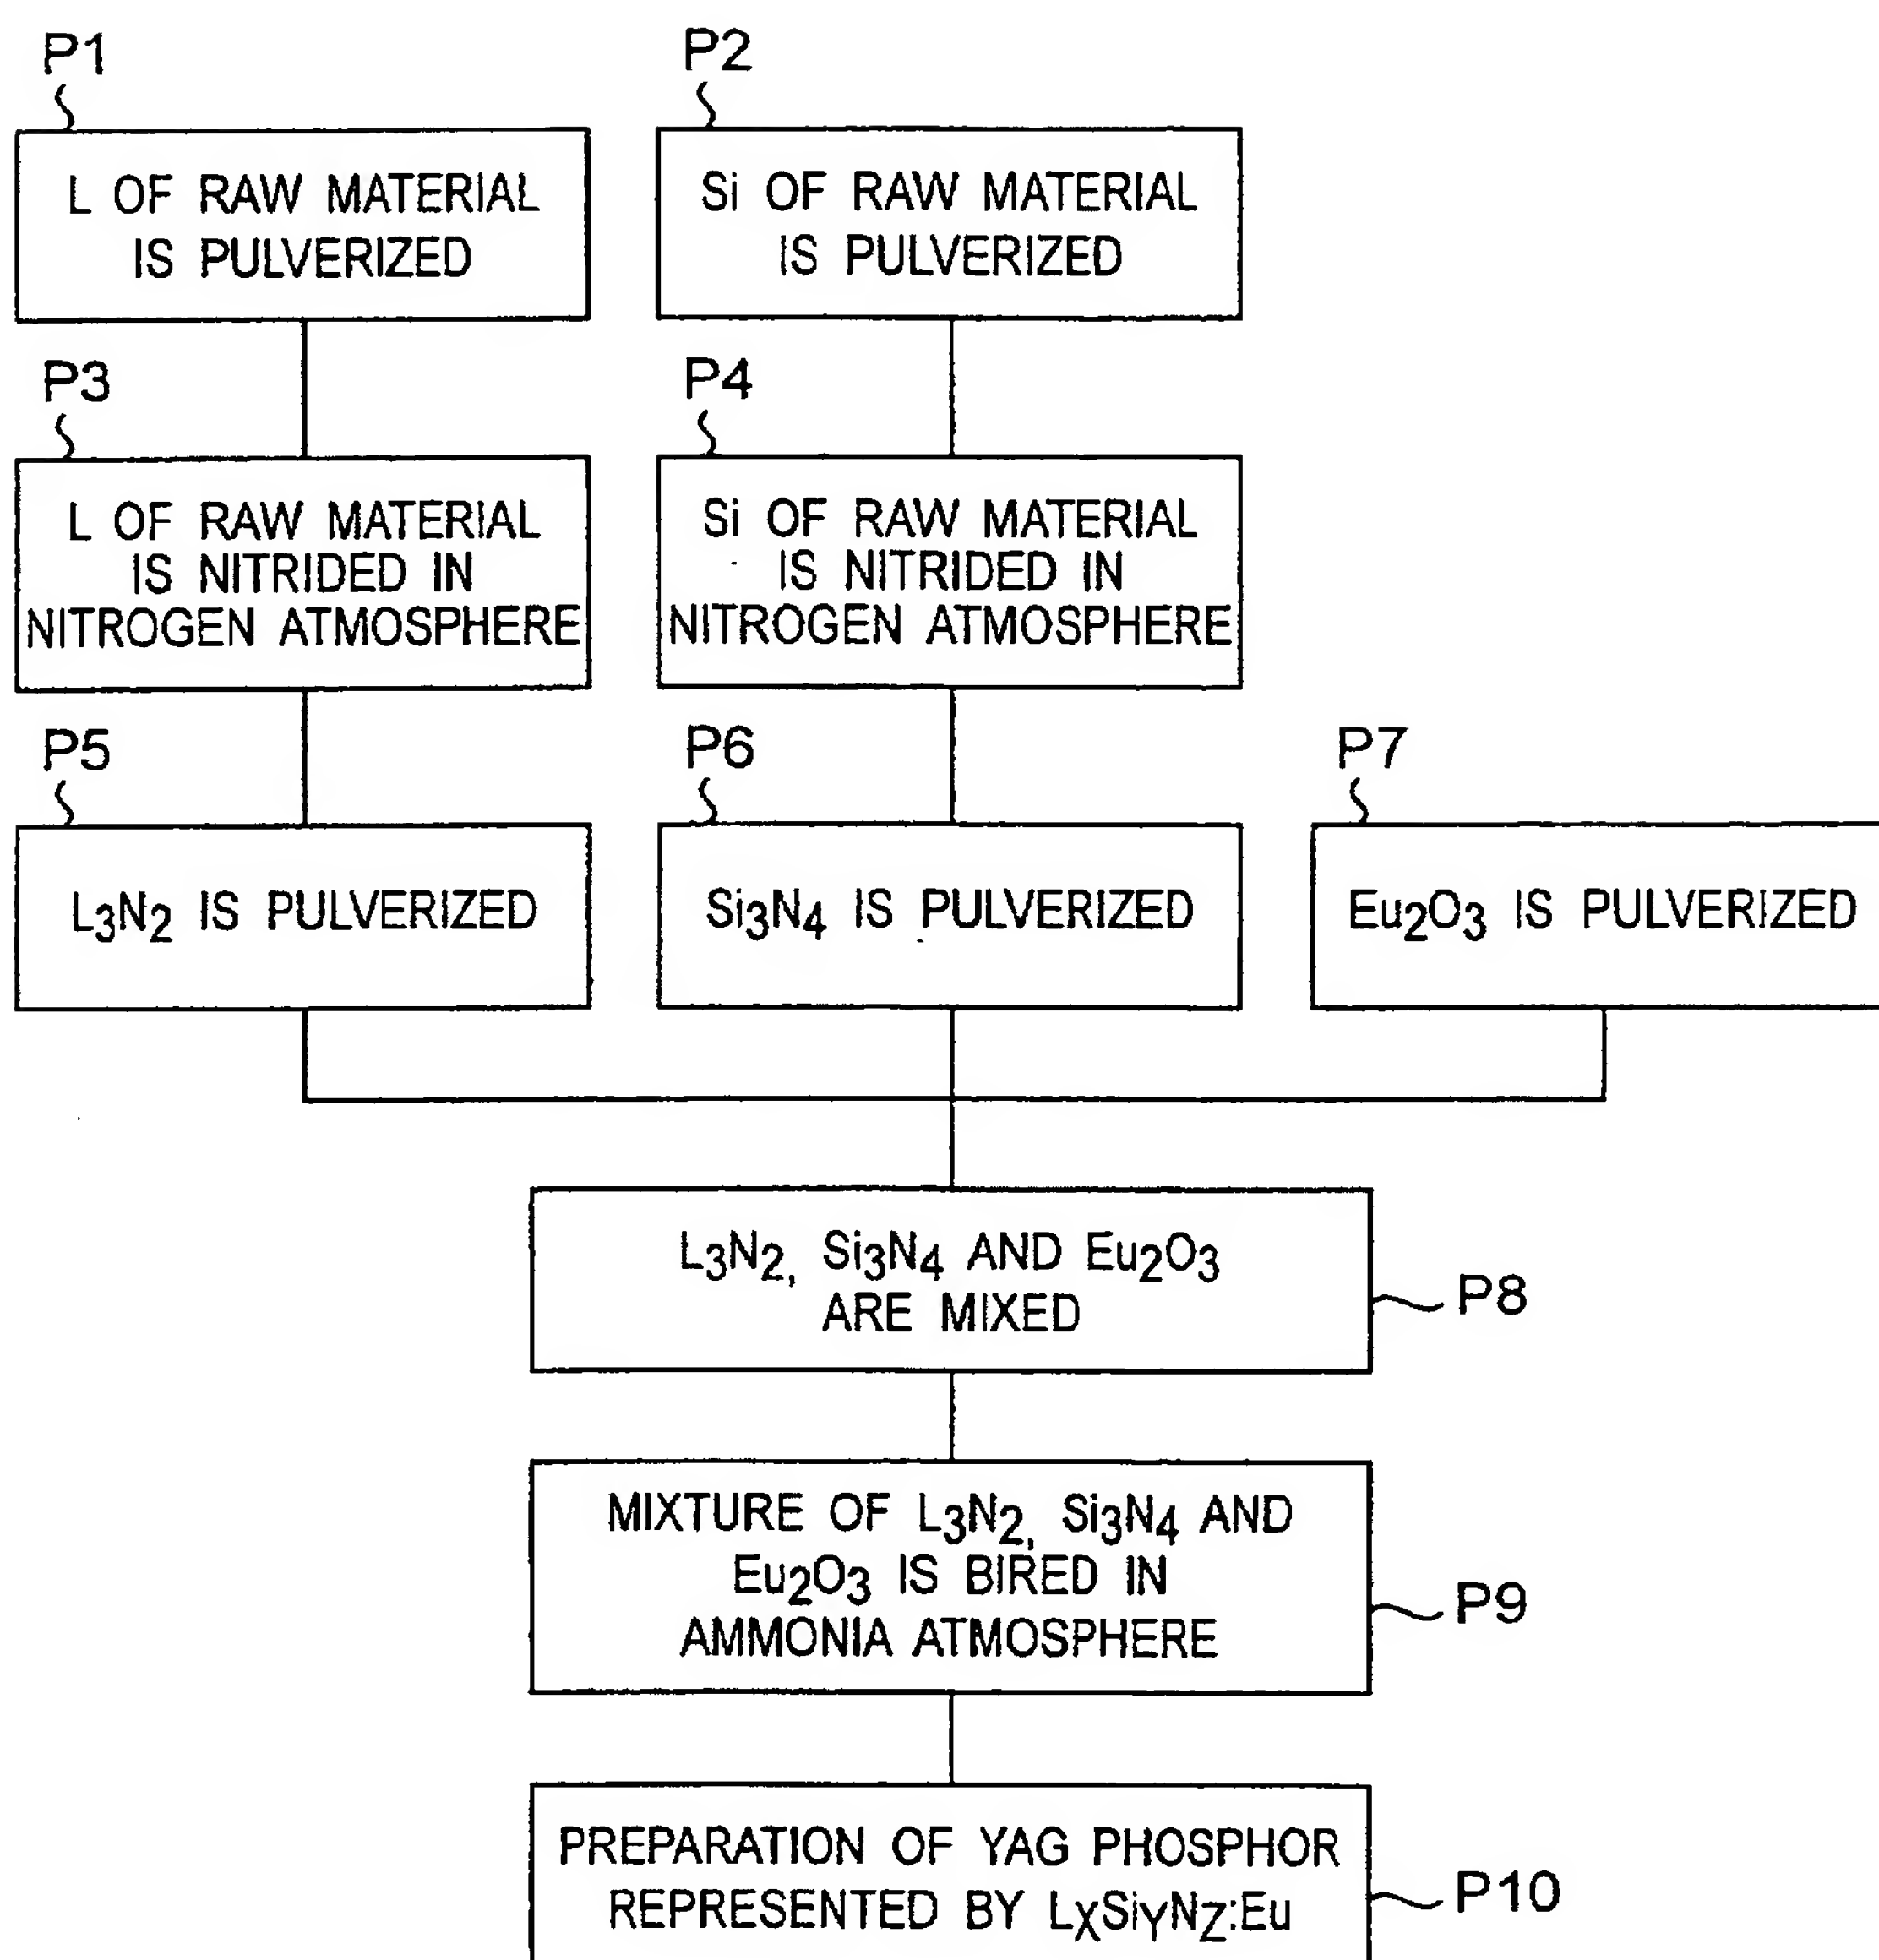 P1
L OF RAW MATERIAL
IS PULVERIZED
P2
Si OF RAW MATERIAL
IS PULVERIZED
P3
L OF RAW MATERIAL
IS NITRIDED IN
NITROGEN ATMOSPHERE
P4
Si OF RAW MATERIAL
IS NITRIDED IN
NITROGEN ATMOSPHERE
P5
L3N2 IS PULVERIZED
P6
Si3N4 IS PULVERIZED
P7
Eu2O3 IS PULVERIZED
L3N2, Si3N4 AND Eu2O3
ARE MIXED
P8
MIXTURE OF L3N2, Si3N4 AND
Eu2O3 IS BIRED IN
AMMONIA ATMOSPHERE
P9
PREPARATION OF YAG PHOSPHOR
REPRESENTED BY LXSiYNZ:Eu
P10